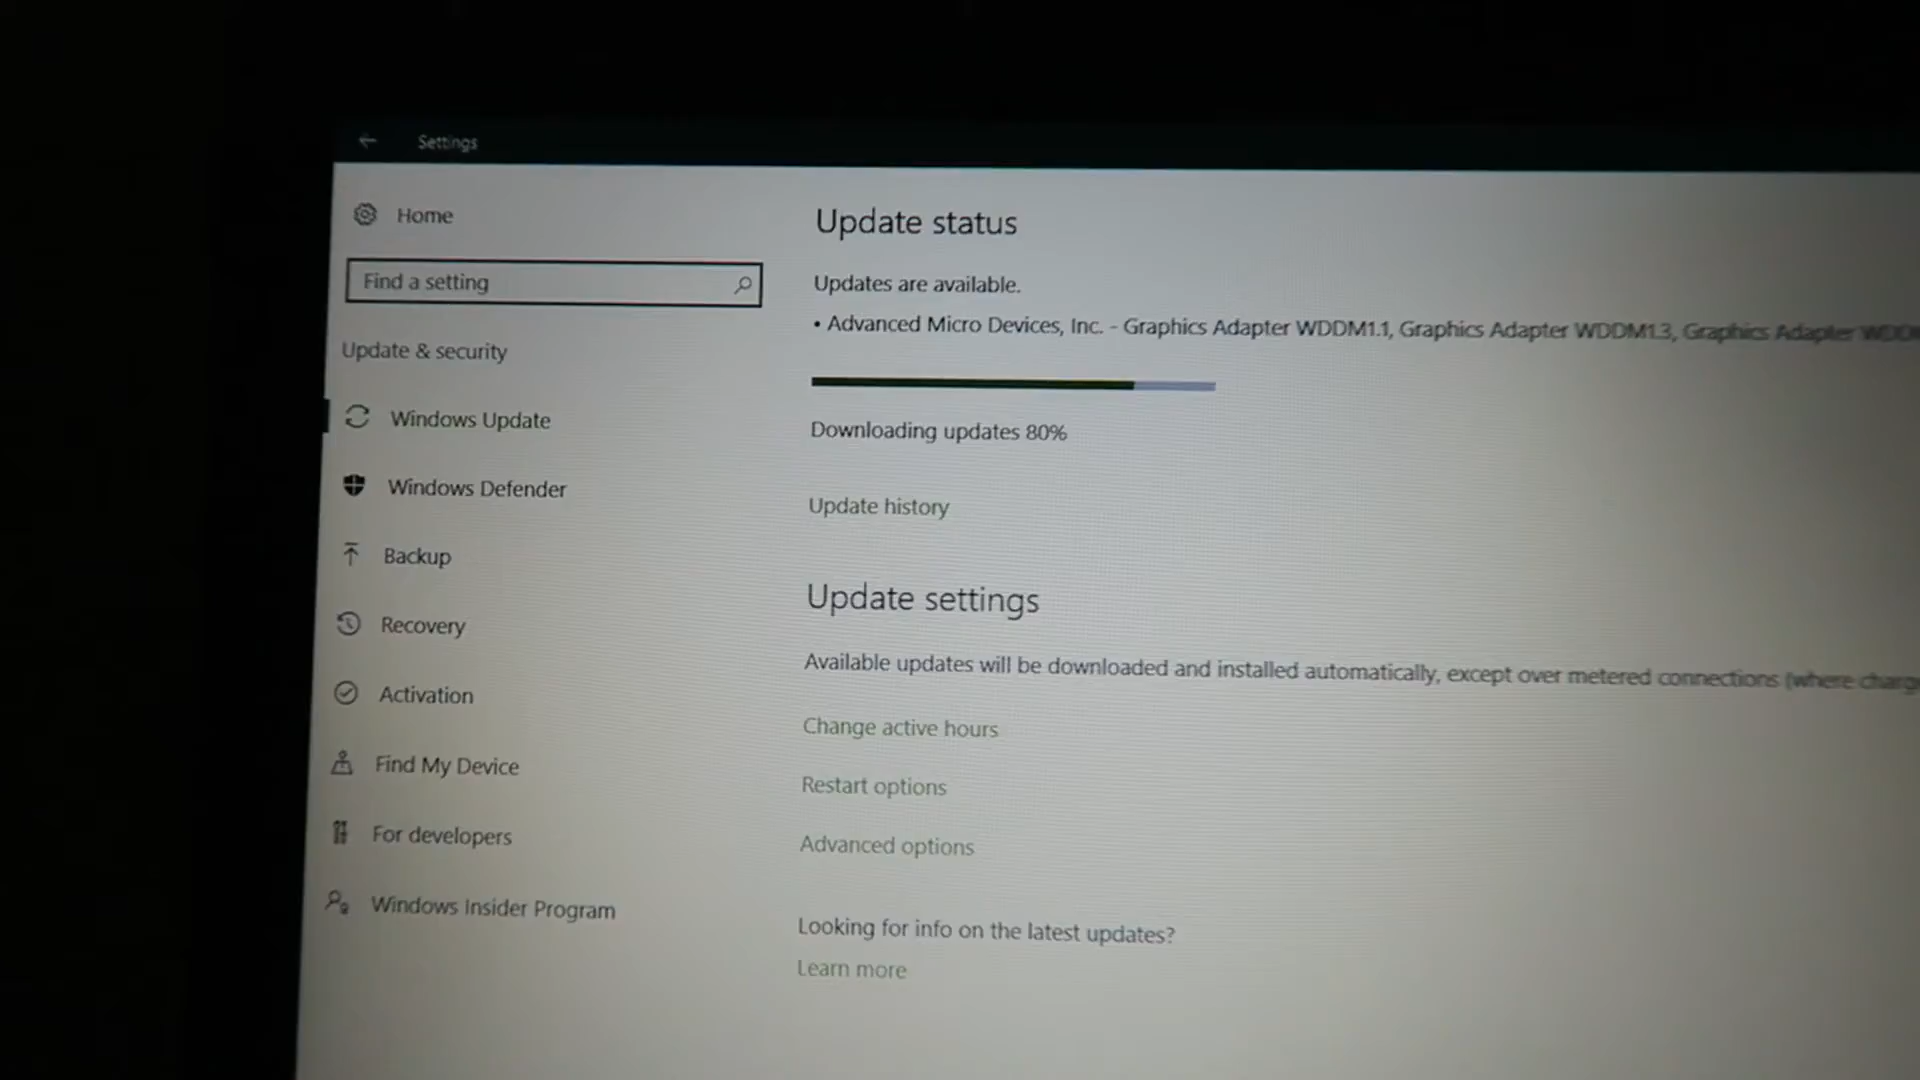 Settings
Home
Find a setting
Update & security
Windows Update
Windows Defender
Backup
Recovery
Activation
Find My Device
For developers
Windows Insider Program
Update status
Updates are available.
• Advanced Micro Devices, Inc. - Graphics Adapter WDDM1.1, Graphics Adapter WDDM1.3, Graphics Adapter
Downloading updates 80%
Update history
Update settings
Available updates will be downloaded and installed automatically, except over metered connections (where
Change active hours
Restart options
Advanced options
Looking for info on the latest updates?
Learn more